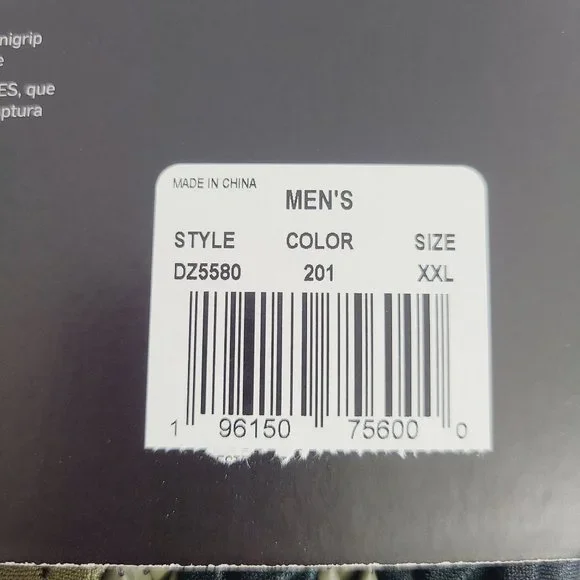 nigrip
e
ES, que
ptura
MADE IN CHINA
MEN'S
STYLE COLOR SIZE
DZ5580 201 XXL
1 96150 75600 0